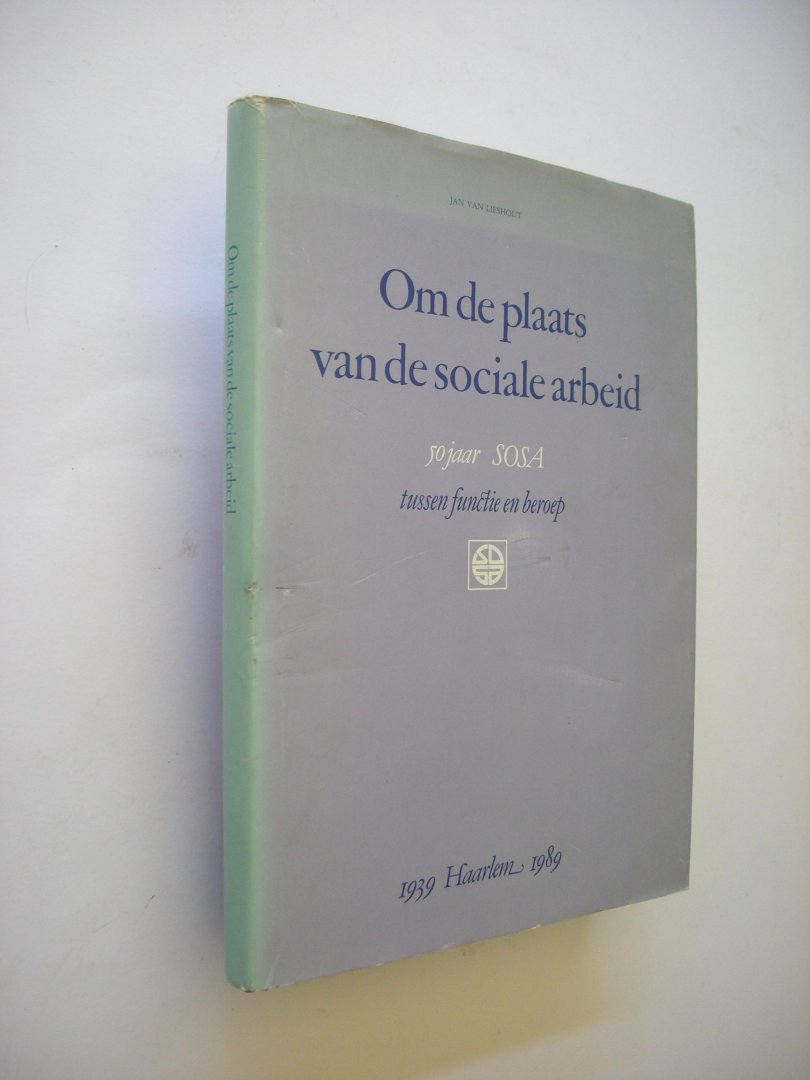 Om de plaats van de sociale arbeid
JAN VAN LIESHOUT
Om de plaats
van de sociale arbeid
50 jaar SOSA
tussen functie en beroep
SOSA
1939 Haarlem 1989